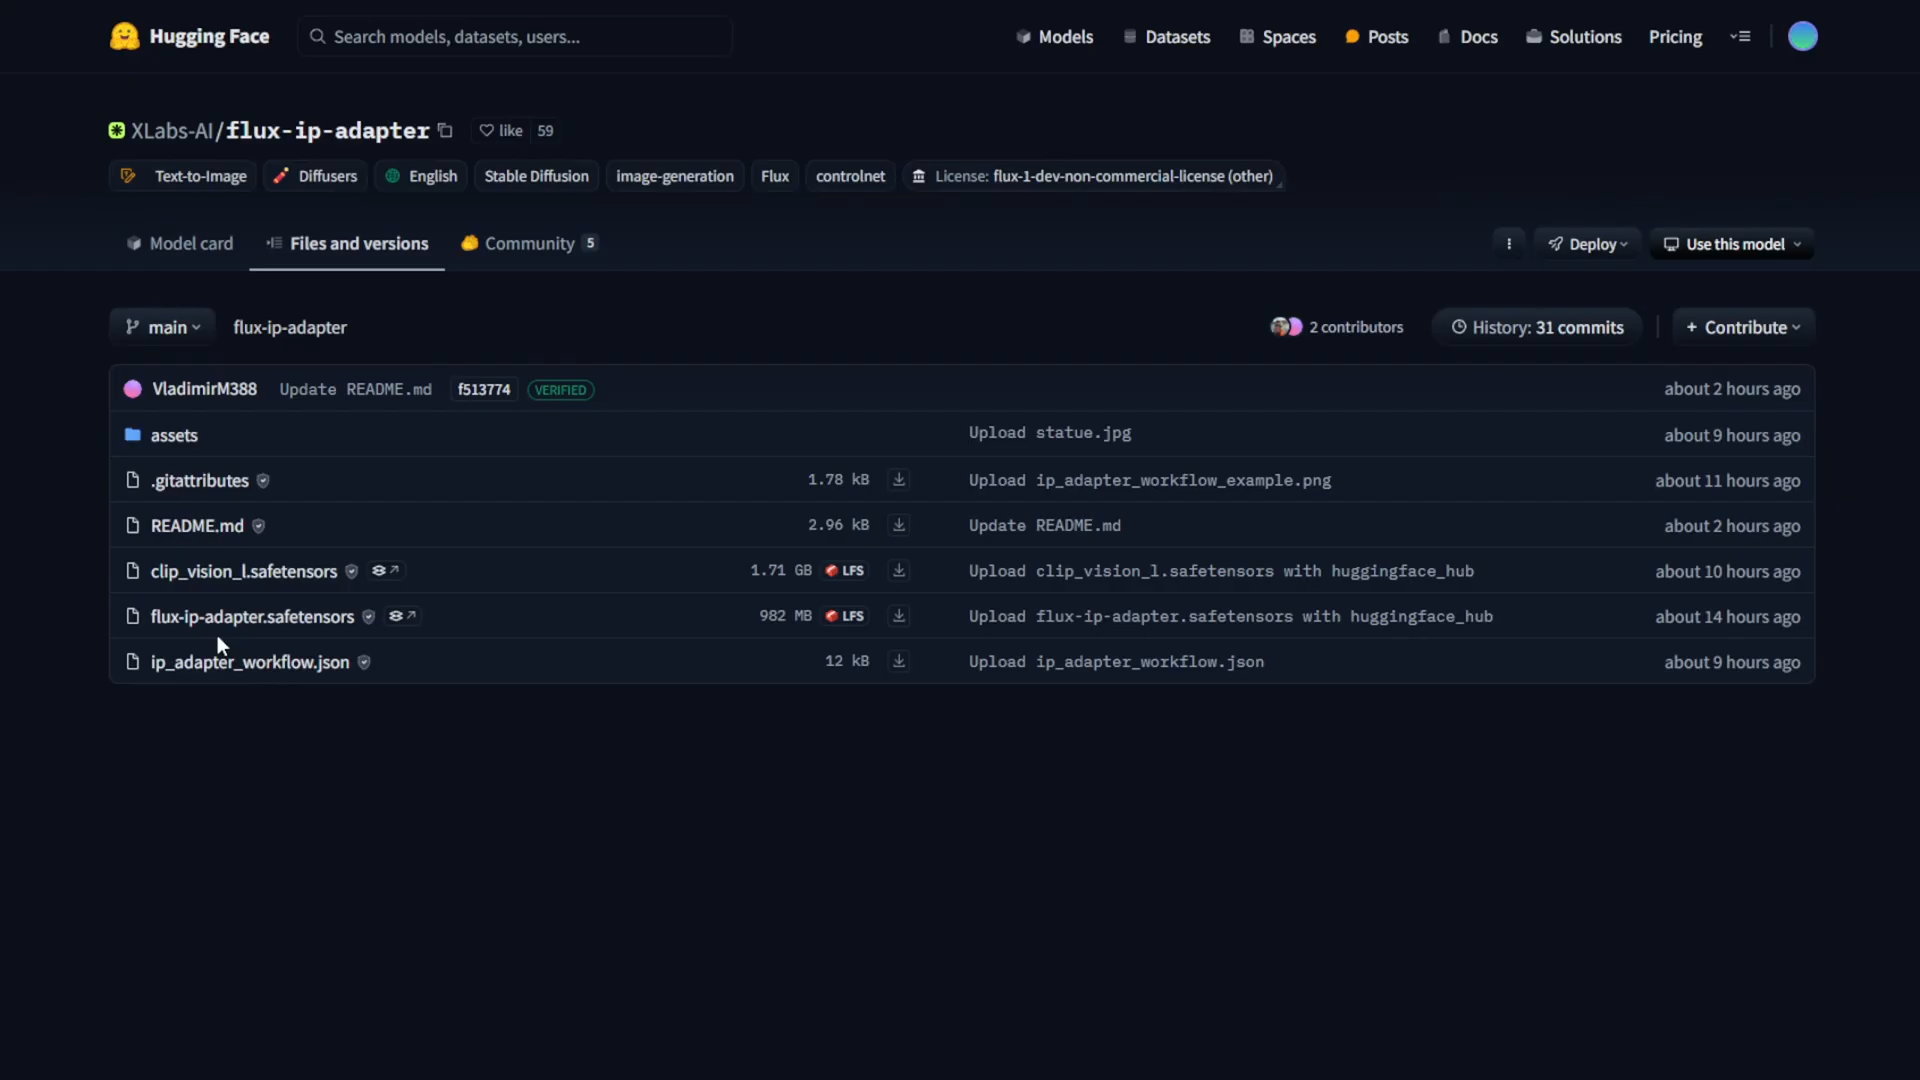 Hugging Face Search models, datasets, users... Models Datasets Spaces Posts Docs Solutions Pricing
XLabs-AI/flux-ip-adapter like 59
Text-to-Image Diffusers English Stable Diffusion image-generation Flux controlnet License: flux-1-dev-non-commercial-license (other)
Model card Files and versions Community 5 Deploy Use this model
main flux-ip-adapter 2 contributors History: 31 commits + Contribute
VladimirM388 Update README.md f513774 VERIFIED about 2 hours ago
assets Upload statue.jpg about 9 hours ago
.gitattributes 1.78 kB Upload ip_adapter_workflow_example.png about 11 hours ago
README.md 2.96 kB Update README.md about 2 hours ago
clip_vision_l.safetensors 1.71 GB LFS Upload clip_vision_l.safetensors with huggingface_hub about 10 hours ago
flux-ip-adapter.safetensors 982 MB LFS Upload flux-ip-adapter.safetensors with huggingface_hub about 14 hours ago
ip_adapter_workflow.json 12 kB Upload ip_adapter_workflow.json about 9 hours ago